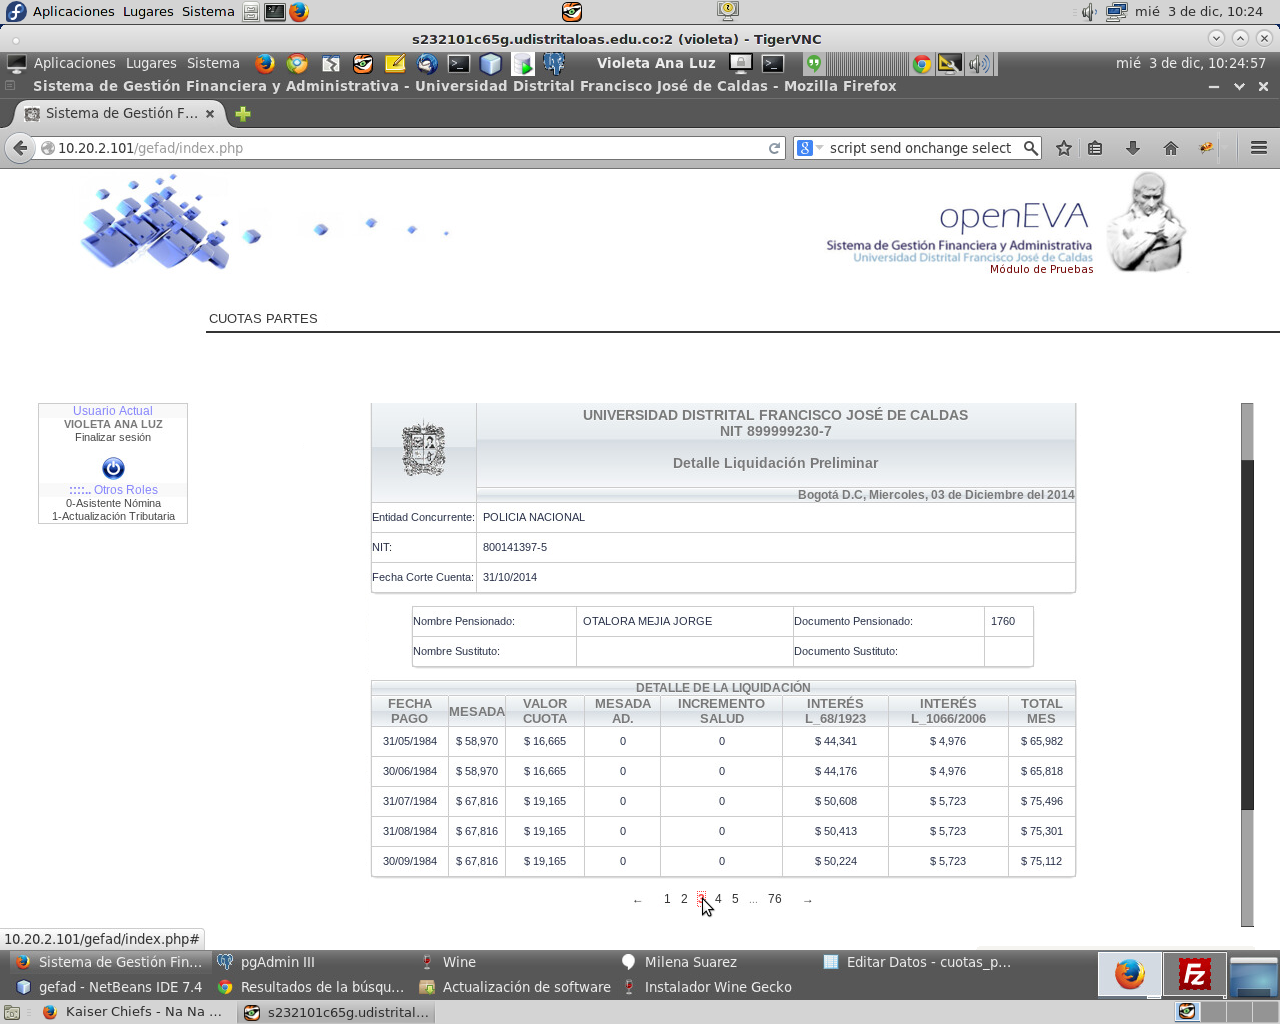 Aplicaciones Lugares Sistema
mié 3 de dic, 10:24
s232101c65g.udistritaloas.edu.co:2 (violeta) - TigerVNC
Aplicaciones Lugares Sistema
Violeta Ana Luz
mié 3 de dic, 10:24:57
Sistema de Gestión Financiera y Administrativa - Universidad Distrital Francisco José de Caldas - Mozilla Firefox
Sistema de Gestión F...
10.20.2.101/gefad/index.php
script send onchange select
openEVA
Sistema de Gestión Financiera y Administrativa
Universidad Distrital Francisco José de Caldas
Módulo de Pruebas
CUOTAS PARTES
Usuario Actual
VIOLETA ANA LUZ
Finalizar sesión
::::.. Otros Roles
0-Asistente Nómina
1-Actualización Tributaria
UNIVERSIDAD DISTRITAL FRANCISCO JOSÉ DE CALDAS
NIT 899999230-7
Detalle Liquidación Preliminar
Bogotá D.C, Miercoles, 03 de Diciembre del 2014
Entidad Concurrente: POLICIA NACIONAL
NIT: 800141397-5
Fecha Corte Cuenta: 31/10/2014
Nombre Pensionado: OTALORA MEJIA JORGE Documento Pensionado: 1760
Nombre Sustituto: Documento Sustituto:
DETALLE DE LA LIQUIDACIÓN
FECHA PAGO MESADA VALOR CUOTA MESADA AD. INCREMENTO SALUD INTERÉS L_68/1923 INTERÉS L_1066/2006 TOTAL MES
31/05/1984 $ 58,970 $ 16,665 0 0 $ 44,341 $ 4,976 $ 65,982
30/06/1984 $ 58,970 $ 16,665 0 0 $ 44,176 $ 4,976 $ 65,818
31/07/1984 $ 67,816 $ 19,165 0 0 $ 50,608 $ 5,723 $ 75,496
31/08/1984 $ 67,816 $ 19,165 0 0 $ 50,413 $ 5,723 $ 75,301
30/09/1984 $ 67,816 $ 19,165 0 0 $ 50,224 $ 5,723 $ 75,112
← 1 2 3 4 5 ... 76 →
10.20.2.101/gefad/index.php#
Sistema de Gestión Fin... pgAdmin III Wine Milena Suarez Editar Datos - cuotas_p...
gefad - NetBeans IDE 7.4 Resultados de la búsqu... Actualización de software Instalador Wine Gecko
Kaiser Chiefs - Na Na ... s232101c65g.udistrital...